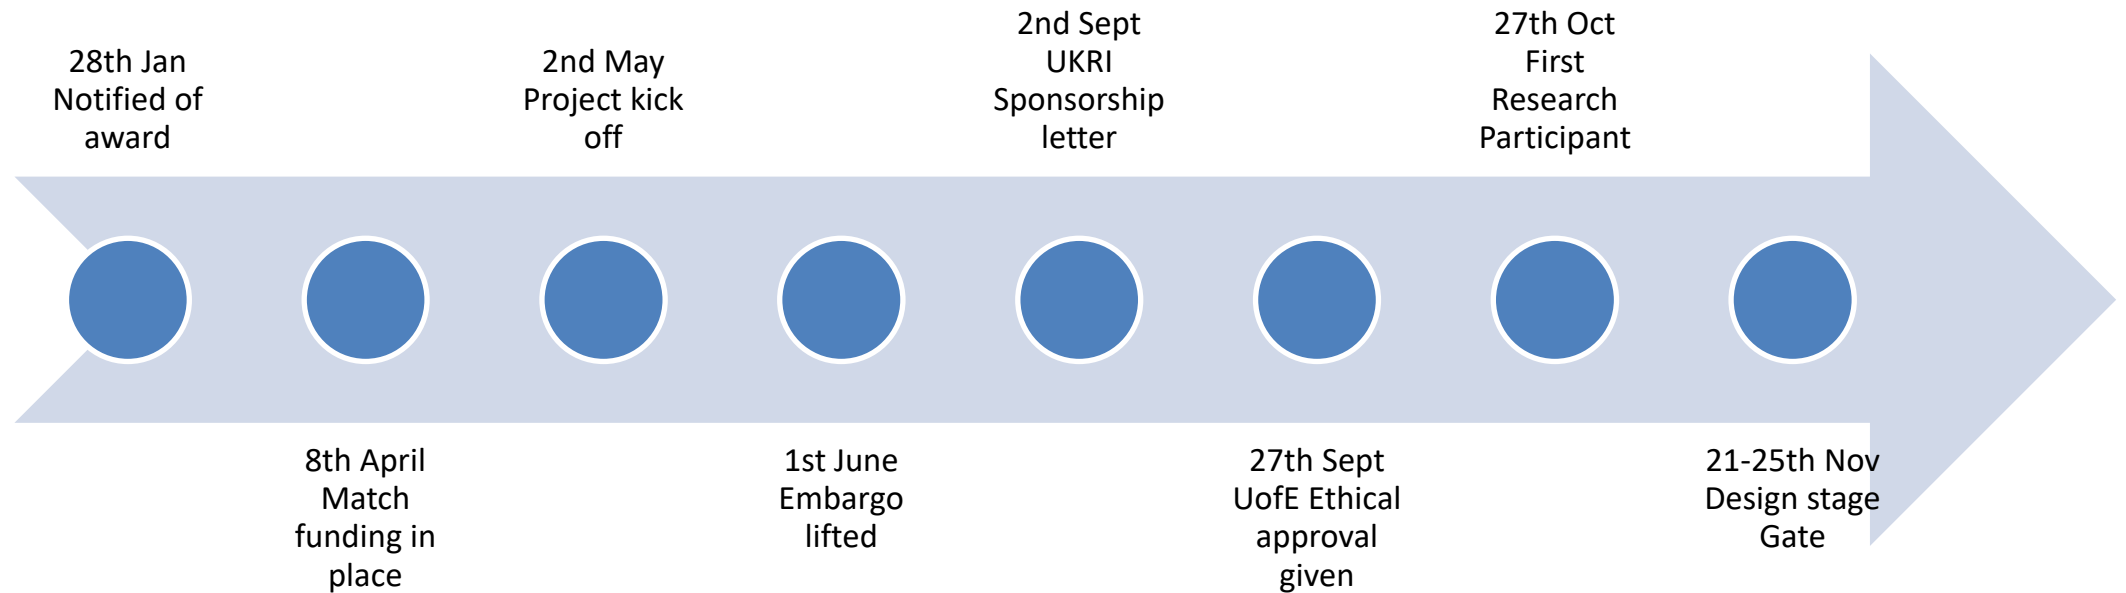 28th Jan
Notified of
award
8th April
Match
funding in
place
2nd May
Project kick
off
1st June
Embargo
lifted
2nd Sept
UKRI
Sponsorship
letter
27th Sept
UofE Ethical
approval
given
27th Oct
First
Research
Participant
21-25th Nov
Design stage
Gate